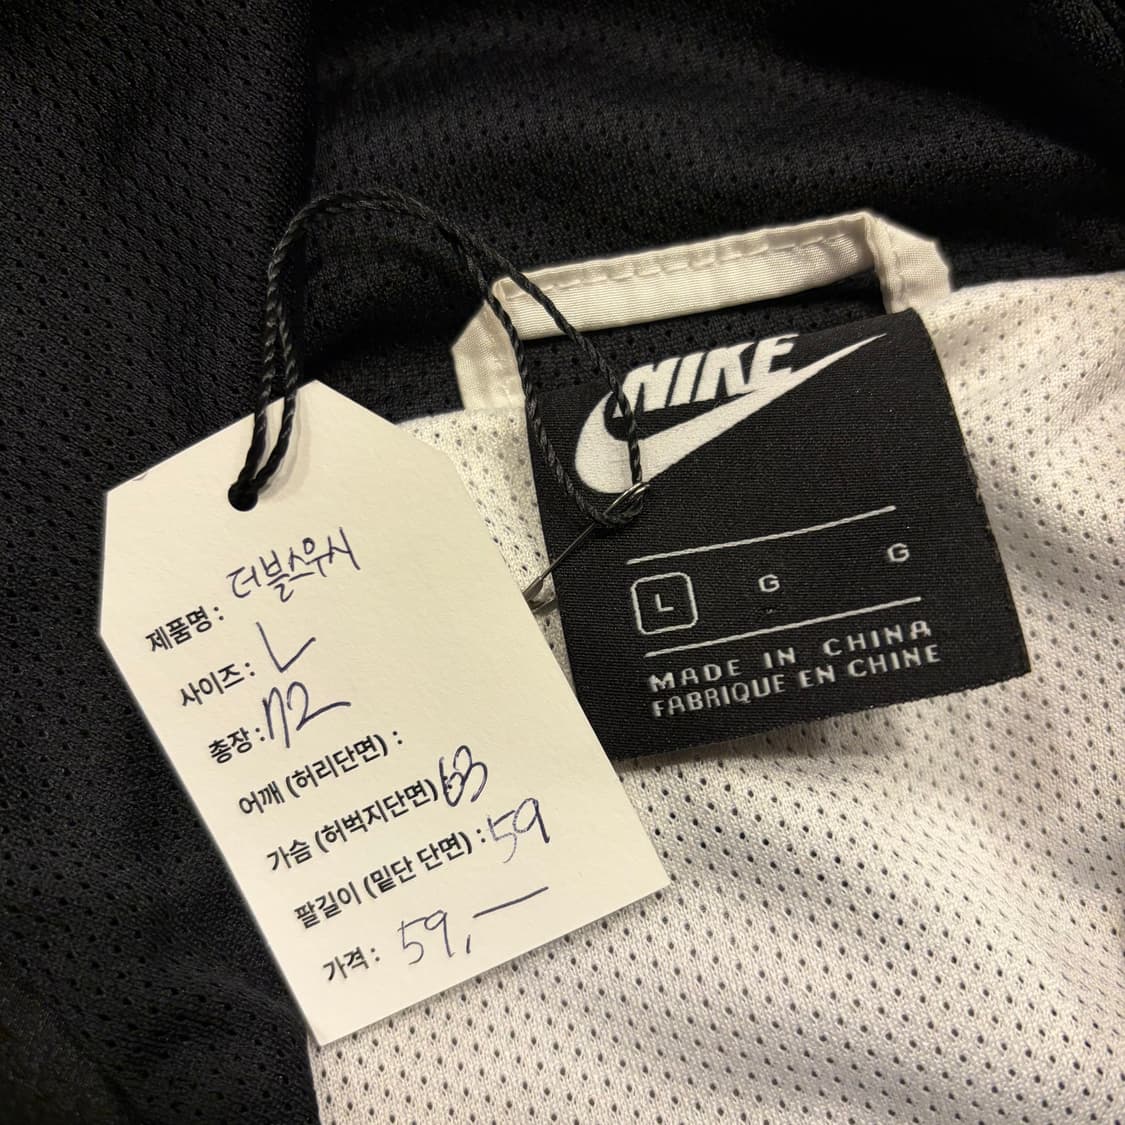 더블스우시
제품명 :
사이즈 : L
총장 : 72
어깨 (허리단면) :
가슴 (허벅지단면) 63
팔길이 (밑단 단면) : 59
가격 : 59,—
NIKE
L G G
MADE IN CHINA
FABRIQUE EN CHINE